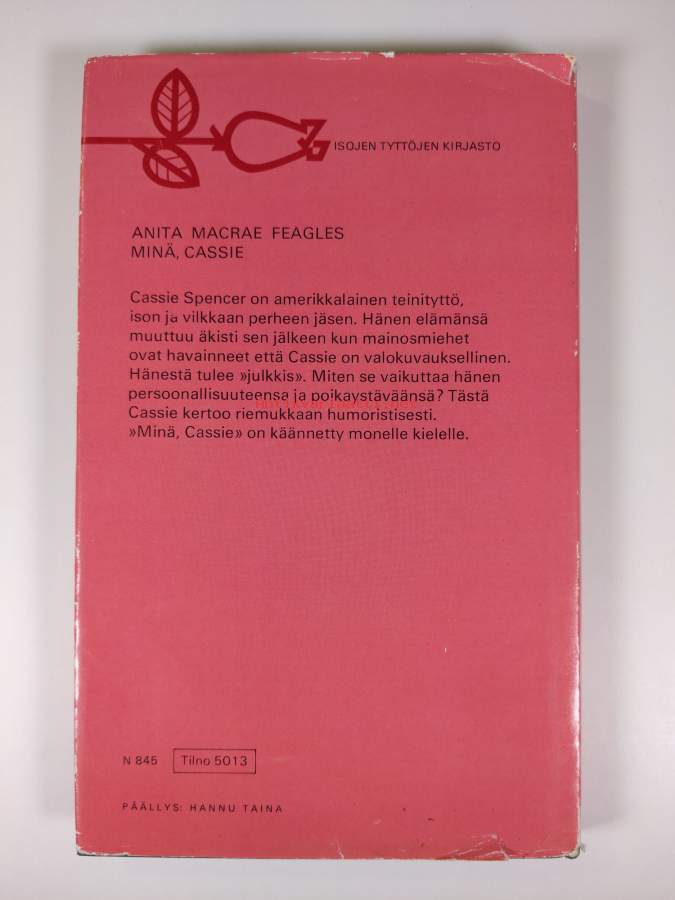 ISOJEN TYTTÖJEN KIRJASTO
ANITA MACRAE FEAGLES
MINÄ, CASSIE
Cassie Spencer on amerikkalainen teinityttö,
ison ja vilkkaan perheen jäsen. Hänen elämänsä
muuttuu äkisti sen jälkeen kun mainosmiehet
ovat havainneet että Cassie on valokuvauksellinen.
Hänestä tulee »julkkis». Miten se vaikuttaa hänen
persoonallisuuteensa ja poikaystäväänsä? Tästä
Cassie kertoo riemukkaan humoristisesti.
»Minä, Cassie» on käännetty monelle kielelle.
N 845 Tilno 5013
PÄÄLLYS: HANNU TAINA